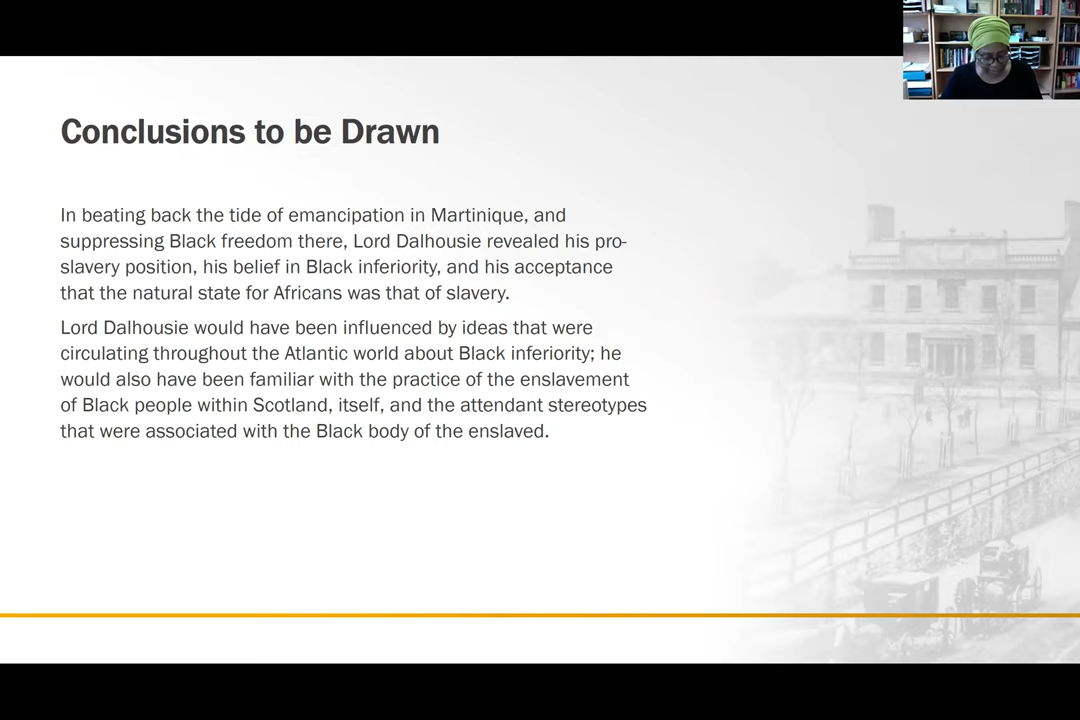 Conclusions to be Drawn
In beating back the tide of emancipation in Martinique, and
suppressing Black freedom there, Lord Dalhousie revealed his pro-
slavery position, his belief in Black inferiority, and his acceptance
that the natural state for Africans was that of slavery.
Lord Dalhousie would have been influenced by ideas that were
circulating throughout the Atlantic world about Black inferiority; he
would also have been familiar with the practice of the enslavement
of Black people within Scotland, itself, and the attendant stereotypes
that were associated with the Black body of the enslaved.